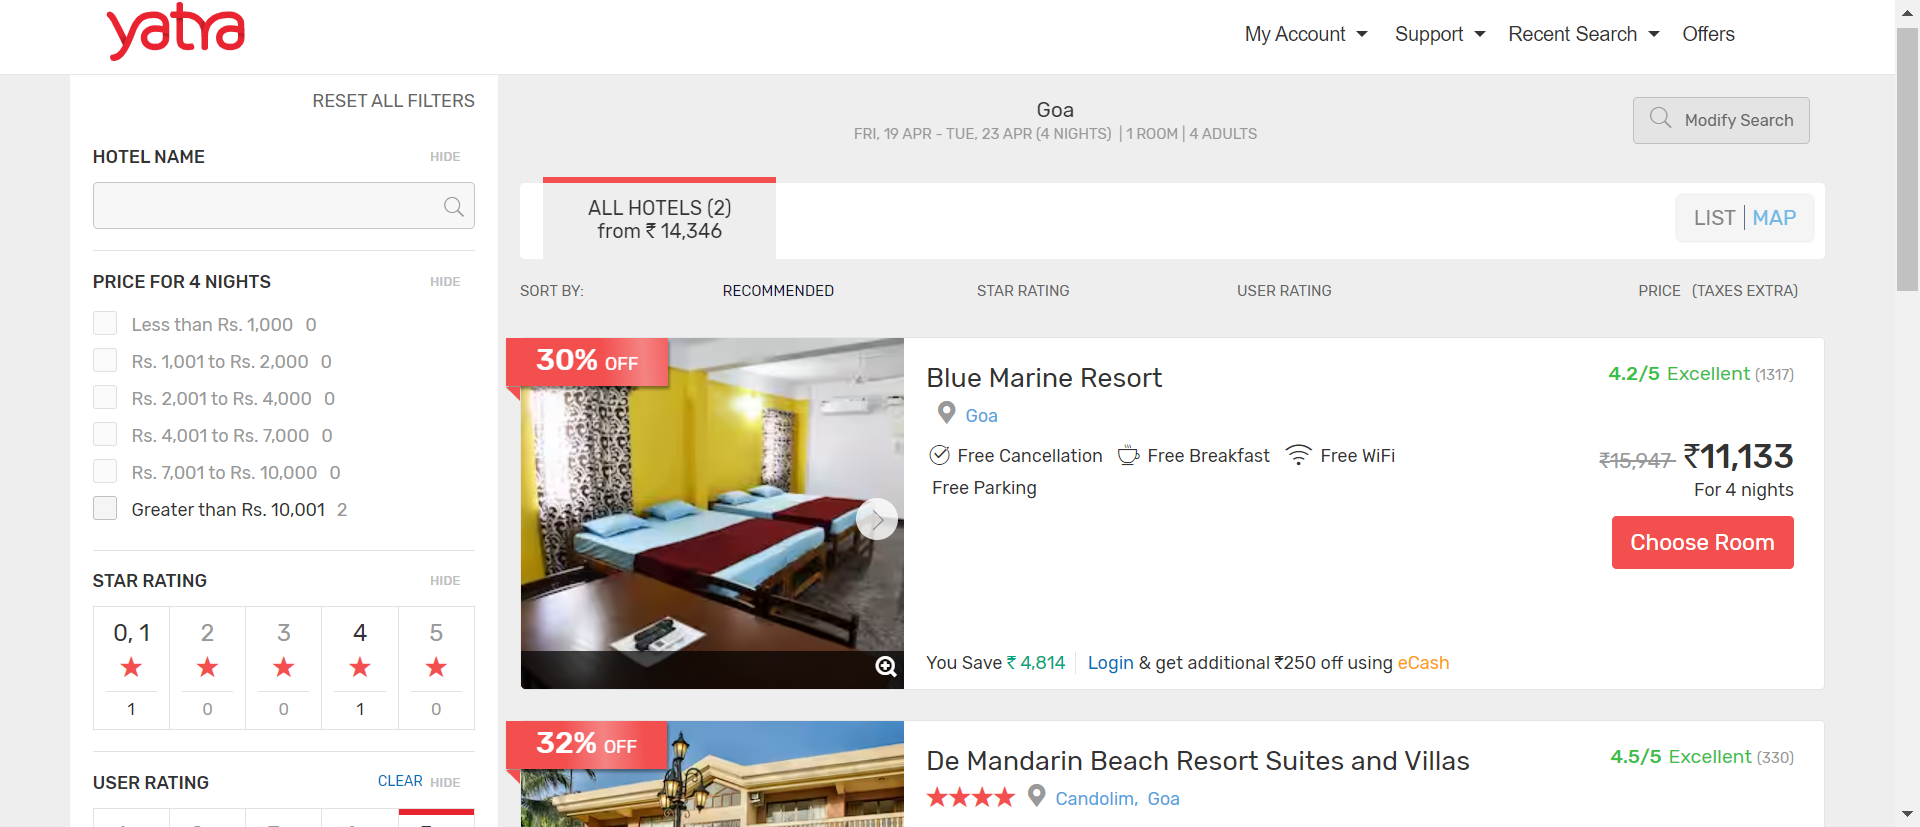 yatra
My Account
Support
Recent Search
Offers
RESET ALL FILTERS
HOTEL NAME HIDE
PRICE FOR 4 NIGHTS HIDE
Less than Rs. 1,000 0
Rs. 1,001 to Rs. 2,000 0
Rs. 2,001 to Rs. 4,000 0
Rs. 4,001 to Rs. 7,000 0
Rs. 7,001 to Rs. 10,000 0
Greater than Rs. 10,001 2
STAR RATING HIDE
0, 1 2 3 4 5
1 0 0 1 0
USER RATING CLEAR HIDE
Goa
FRI, 19 APR - TUE, 23 APR (4 NIGHTS) | 1 ROOM | 4 ADULTS
Modify Search
ALL HOTELS (2)
from ₹ 14,346
LIST | MAP
SORT BY: RECOMMENDED STAR RATING USER RATING PRICE (TAXES EXTRA)
30% OFF
Blue Marine Resort
4.2/5 Excellent (1317)
Goa
Free Cancellation Free Breakfast Free WiFi
Free Parking
₹15,947 ₹11,133
For 4 nights
Choose Room
You Save ₹ 4,814 Login & get additional ₹250 off using eCash
32% OFF
De Mandarin Beach Resort Suites and Villas
4.5/5 Excellent (330)
Candolim, Goa